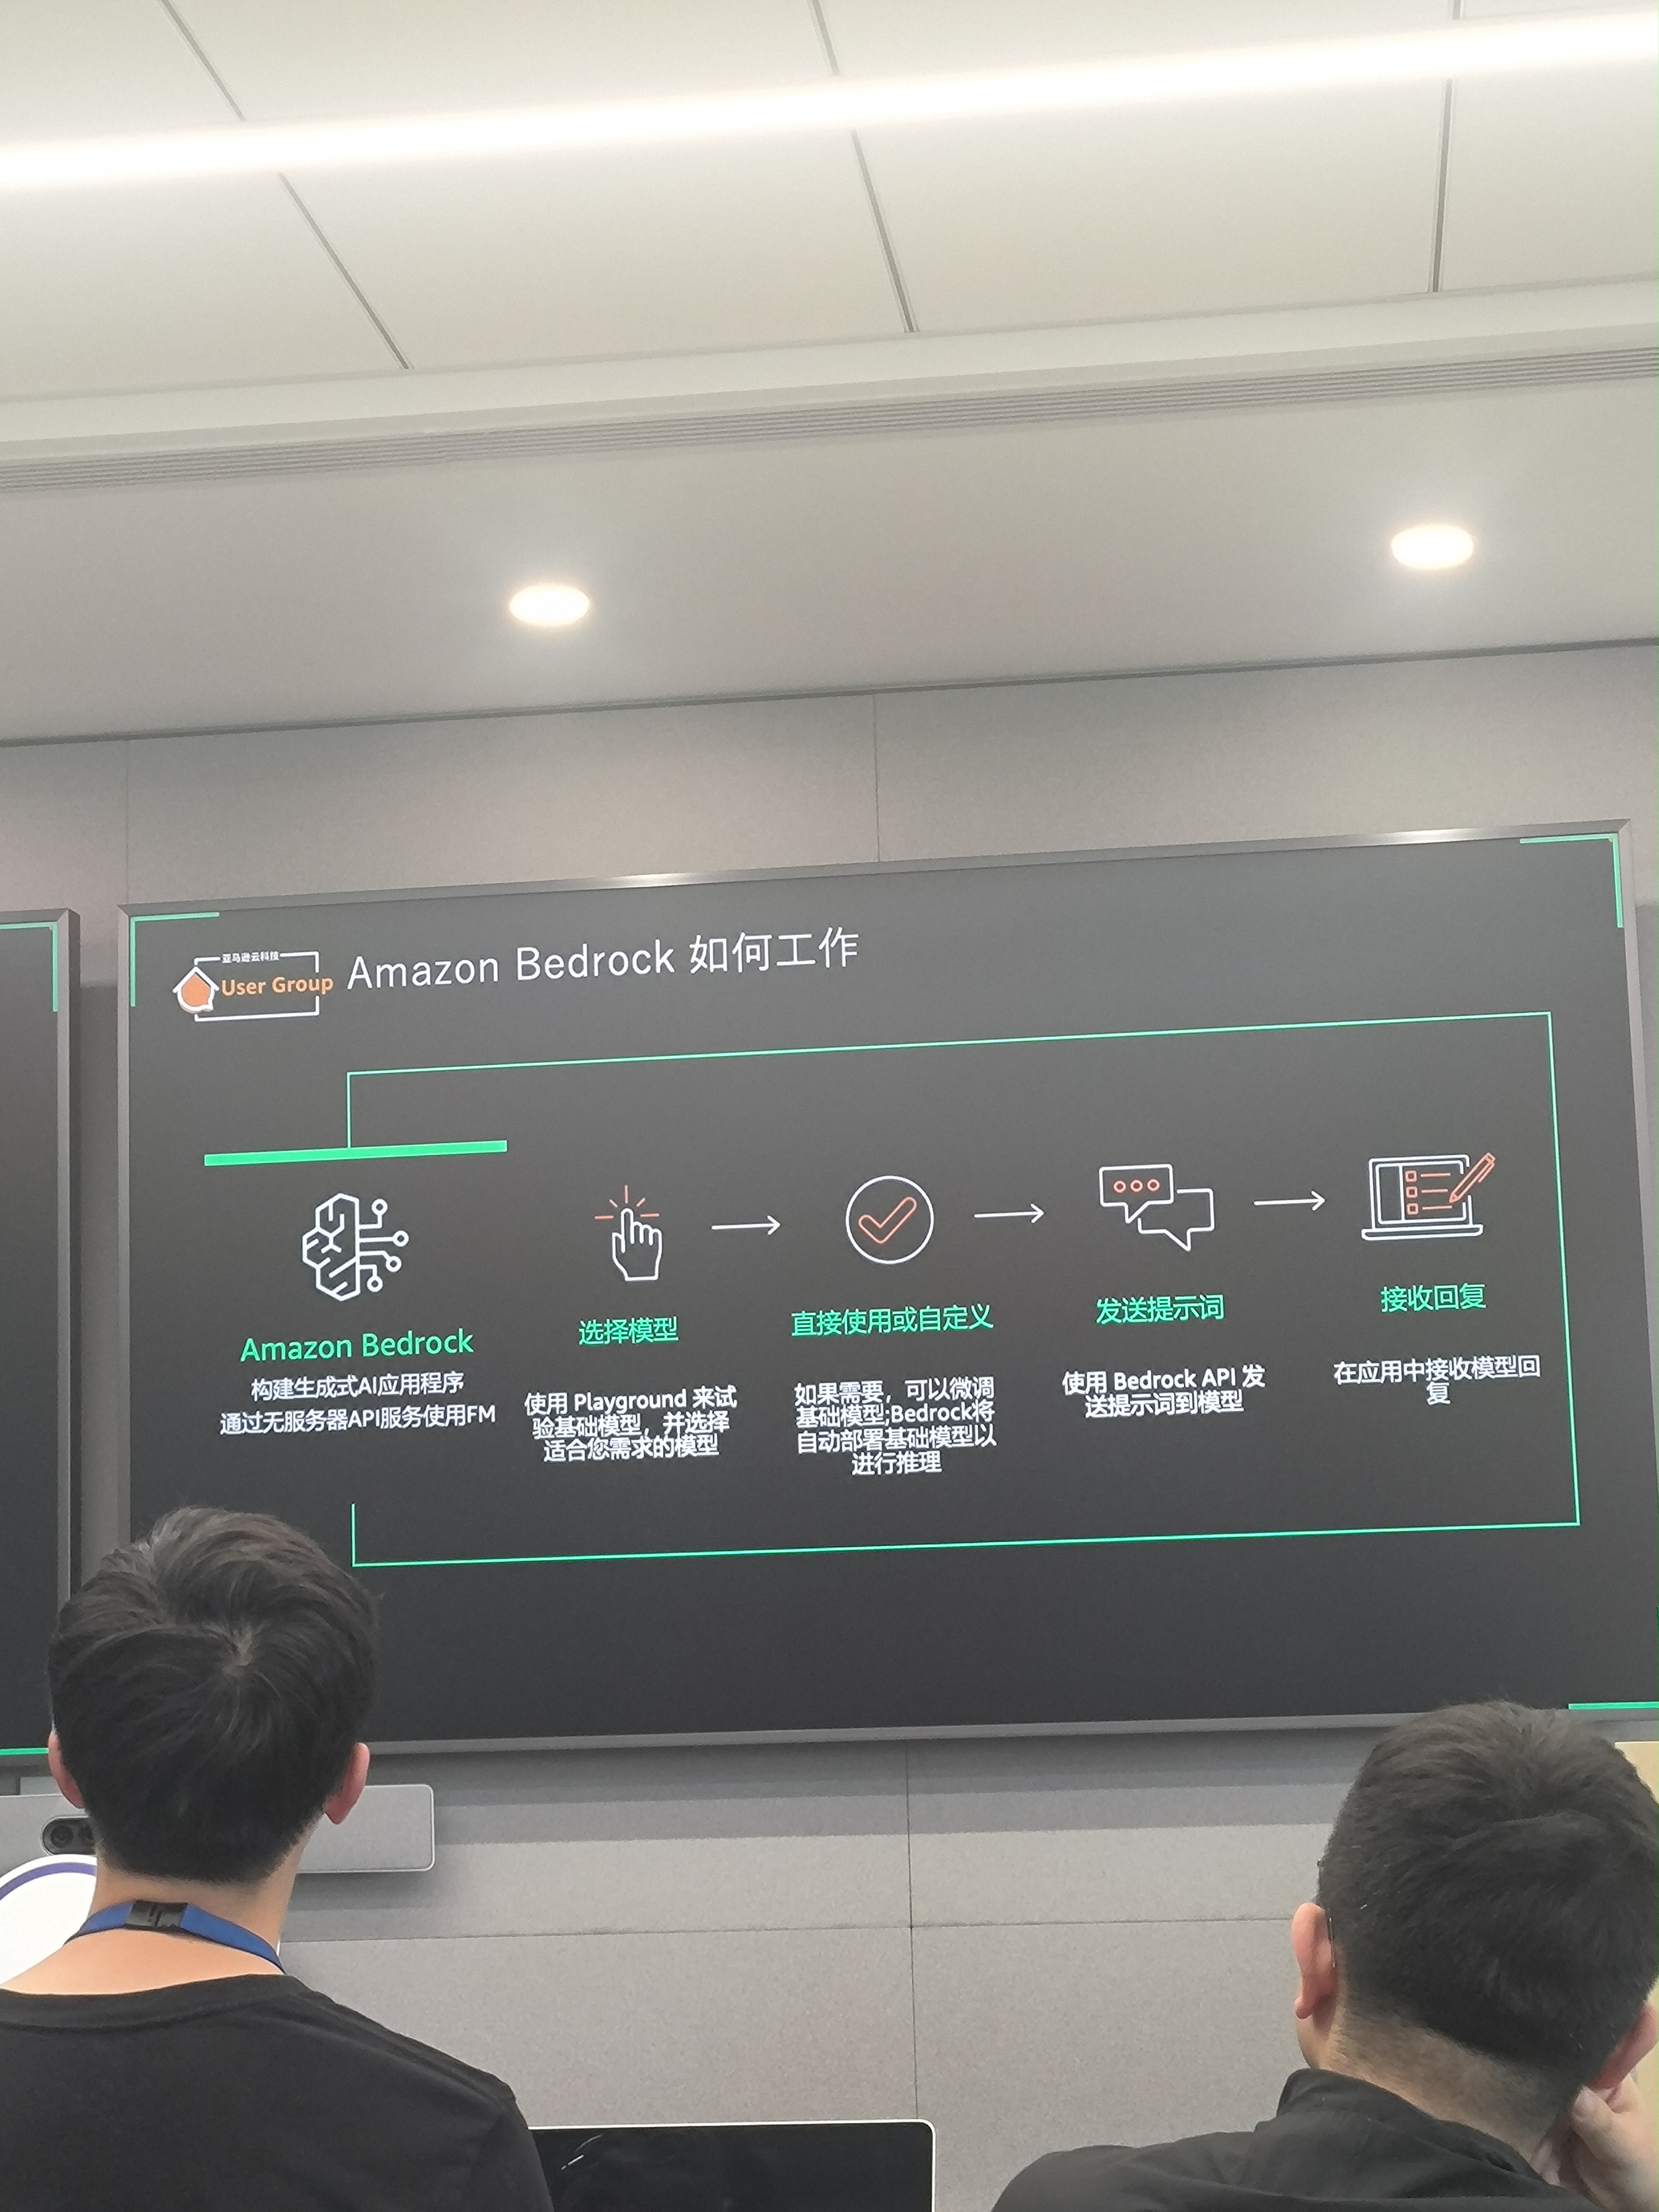 亚马逊云科技
User Group
Amazon Bedrock 如何工作
Amazon Bedrock
构建生成式AI应用程序
通过无服务器API服务使用FM
选择模型
使用 Playground 来试
验基础模型，并选择
适合您需求的模型
直接使用或自定义
如果需要，可以微调
基础模型;Bedrock将
自动部署基础模型以
进行推理
发送提示词
使用 Bedrock API 发
送提示词到模型
接收回复
在应用中接收模型回
复